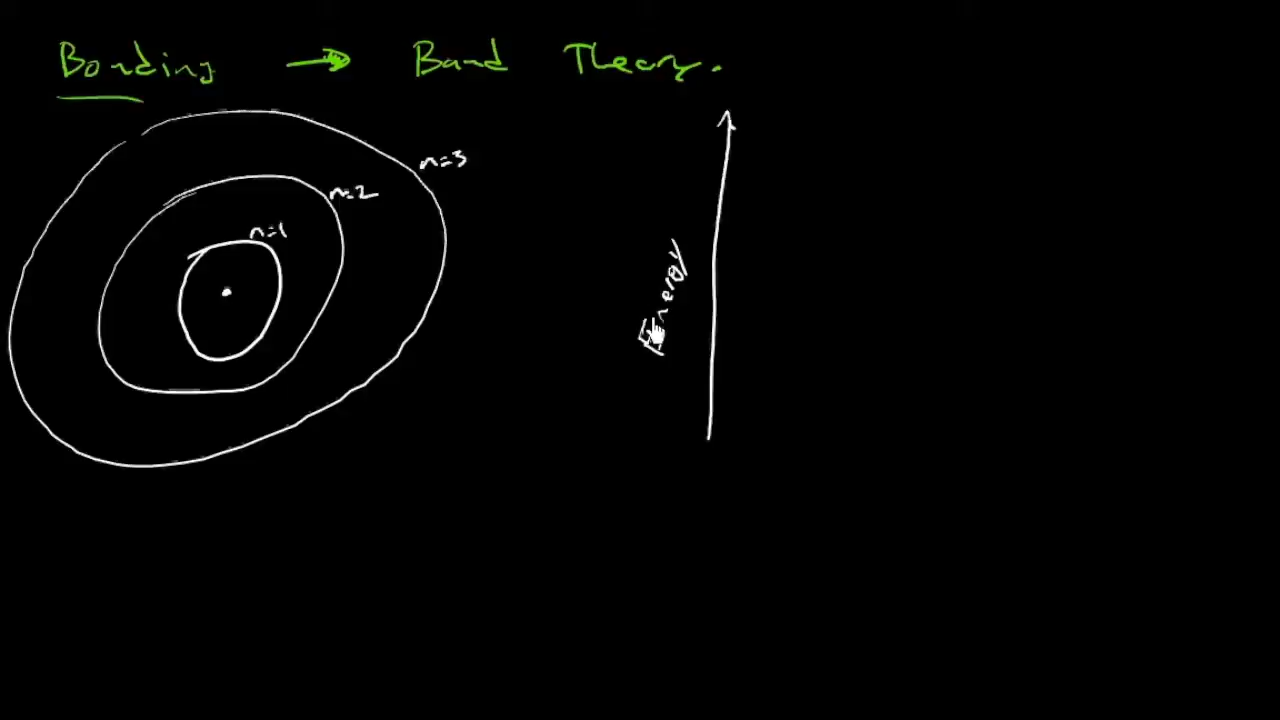 Bonding → Band Theory.
n=3
n=2
n=1
Energy